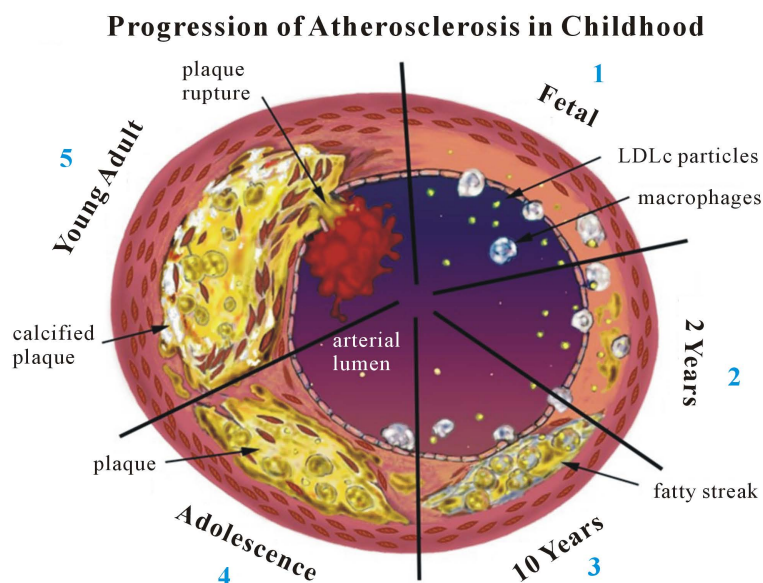 Progression of Atherosclerosis in Childhood
1
Fetal
LDLc particles
macrophages
2 Years
2
fatty streak
10 Years
3
Adolescence
4
plaque
calcified
plaque
Young Adult
5
plaque
rupture
arterial
lumen